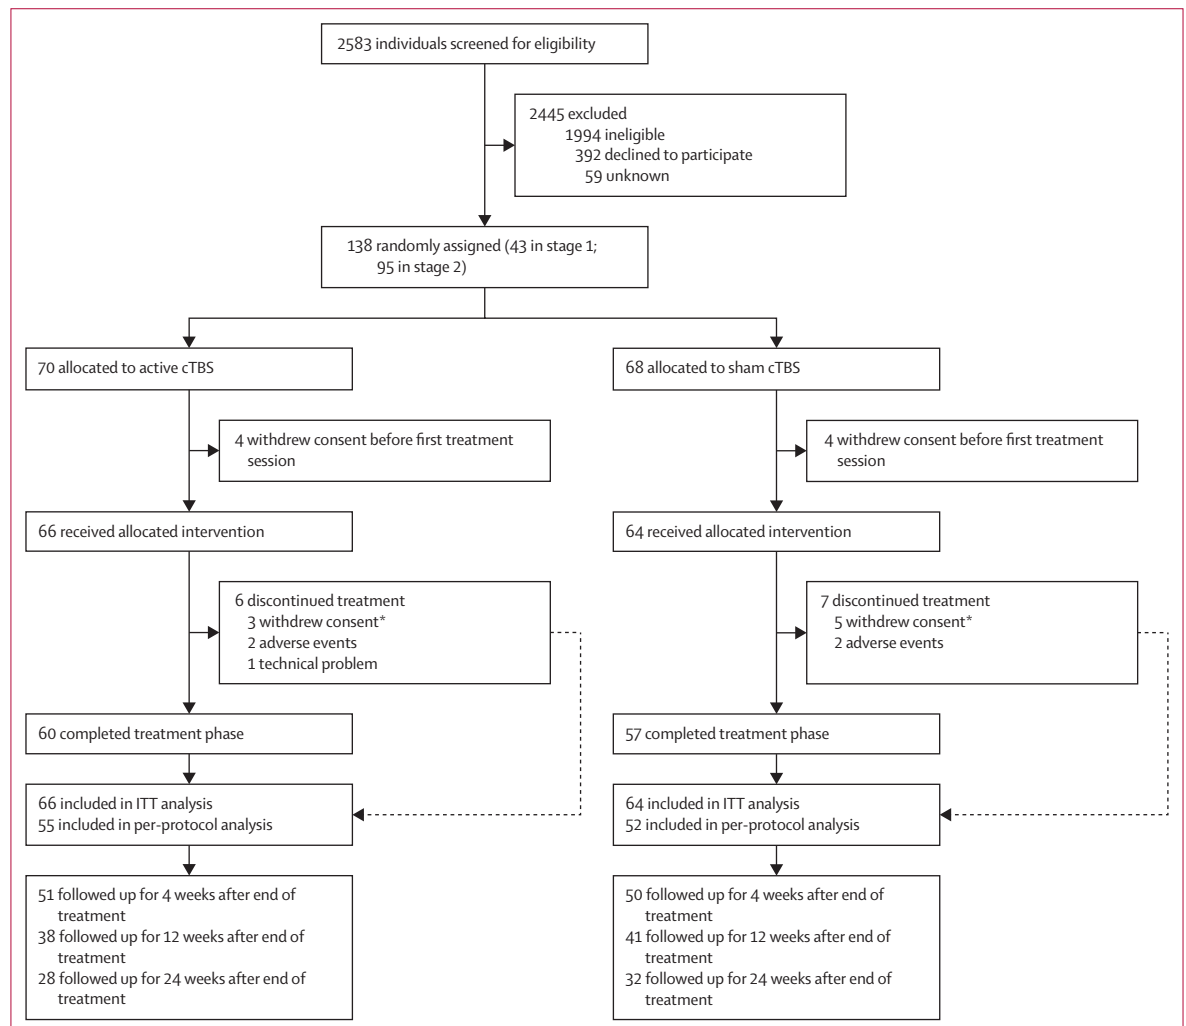 2583 individuals screened for eligibility
2445 excluded
1994 ineligible
392 declined to participate
59 unknown
138 randomly assigned (43 in stage 1;
95 in stage 2)
70 allocated to active cTBS
68 allocated to sham cTBS
4 withdrew consent before first treatment
session
4 withdrew consent before first treatment
session
66 received allocated intervention
64 received allocated intervention
6 discontinued treatment
3 withdrew consent*
2 adverse events
1 technical problem
7 discontinued treatment
5 withdrew consent*
2 adverse events
60 completed treatment phase
57 completed treatment phase
66 included in ITT analysis
55 included in per-protocol analysis
64 included in ITT analysis
52 included in per-protocol analysis
51 followed up for 4 weeks after end of
treatment
38 followed up for 12 weeks after end of
treatment
28 followed up for 24 weeks after end of
treatment
50 followed up for 4 weeks after end of
treatment
41 followed up for 12 weeks after end of
treatment
32 followed up for 24 weeks after end of
treatment